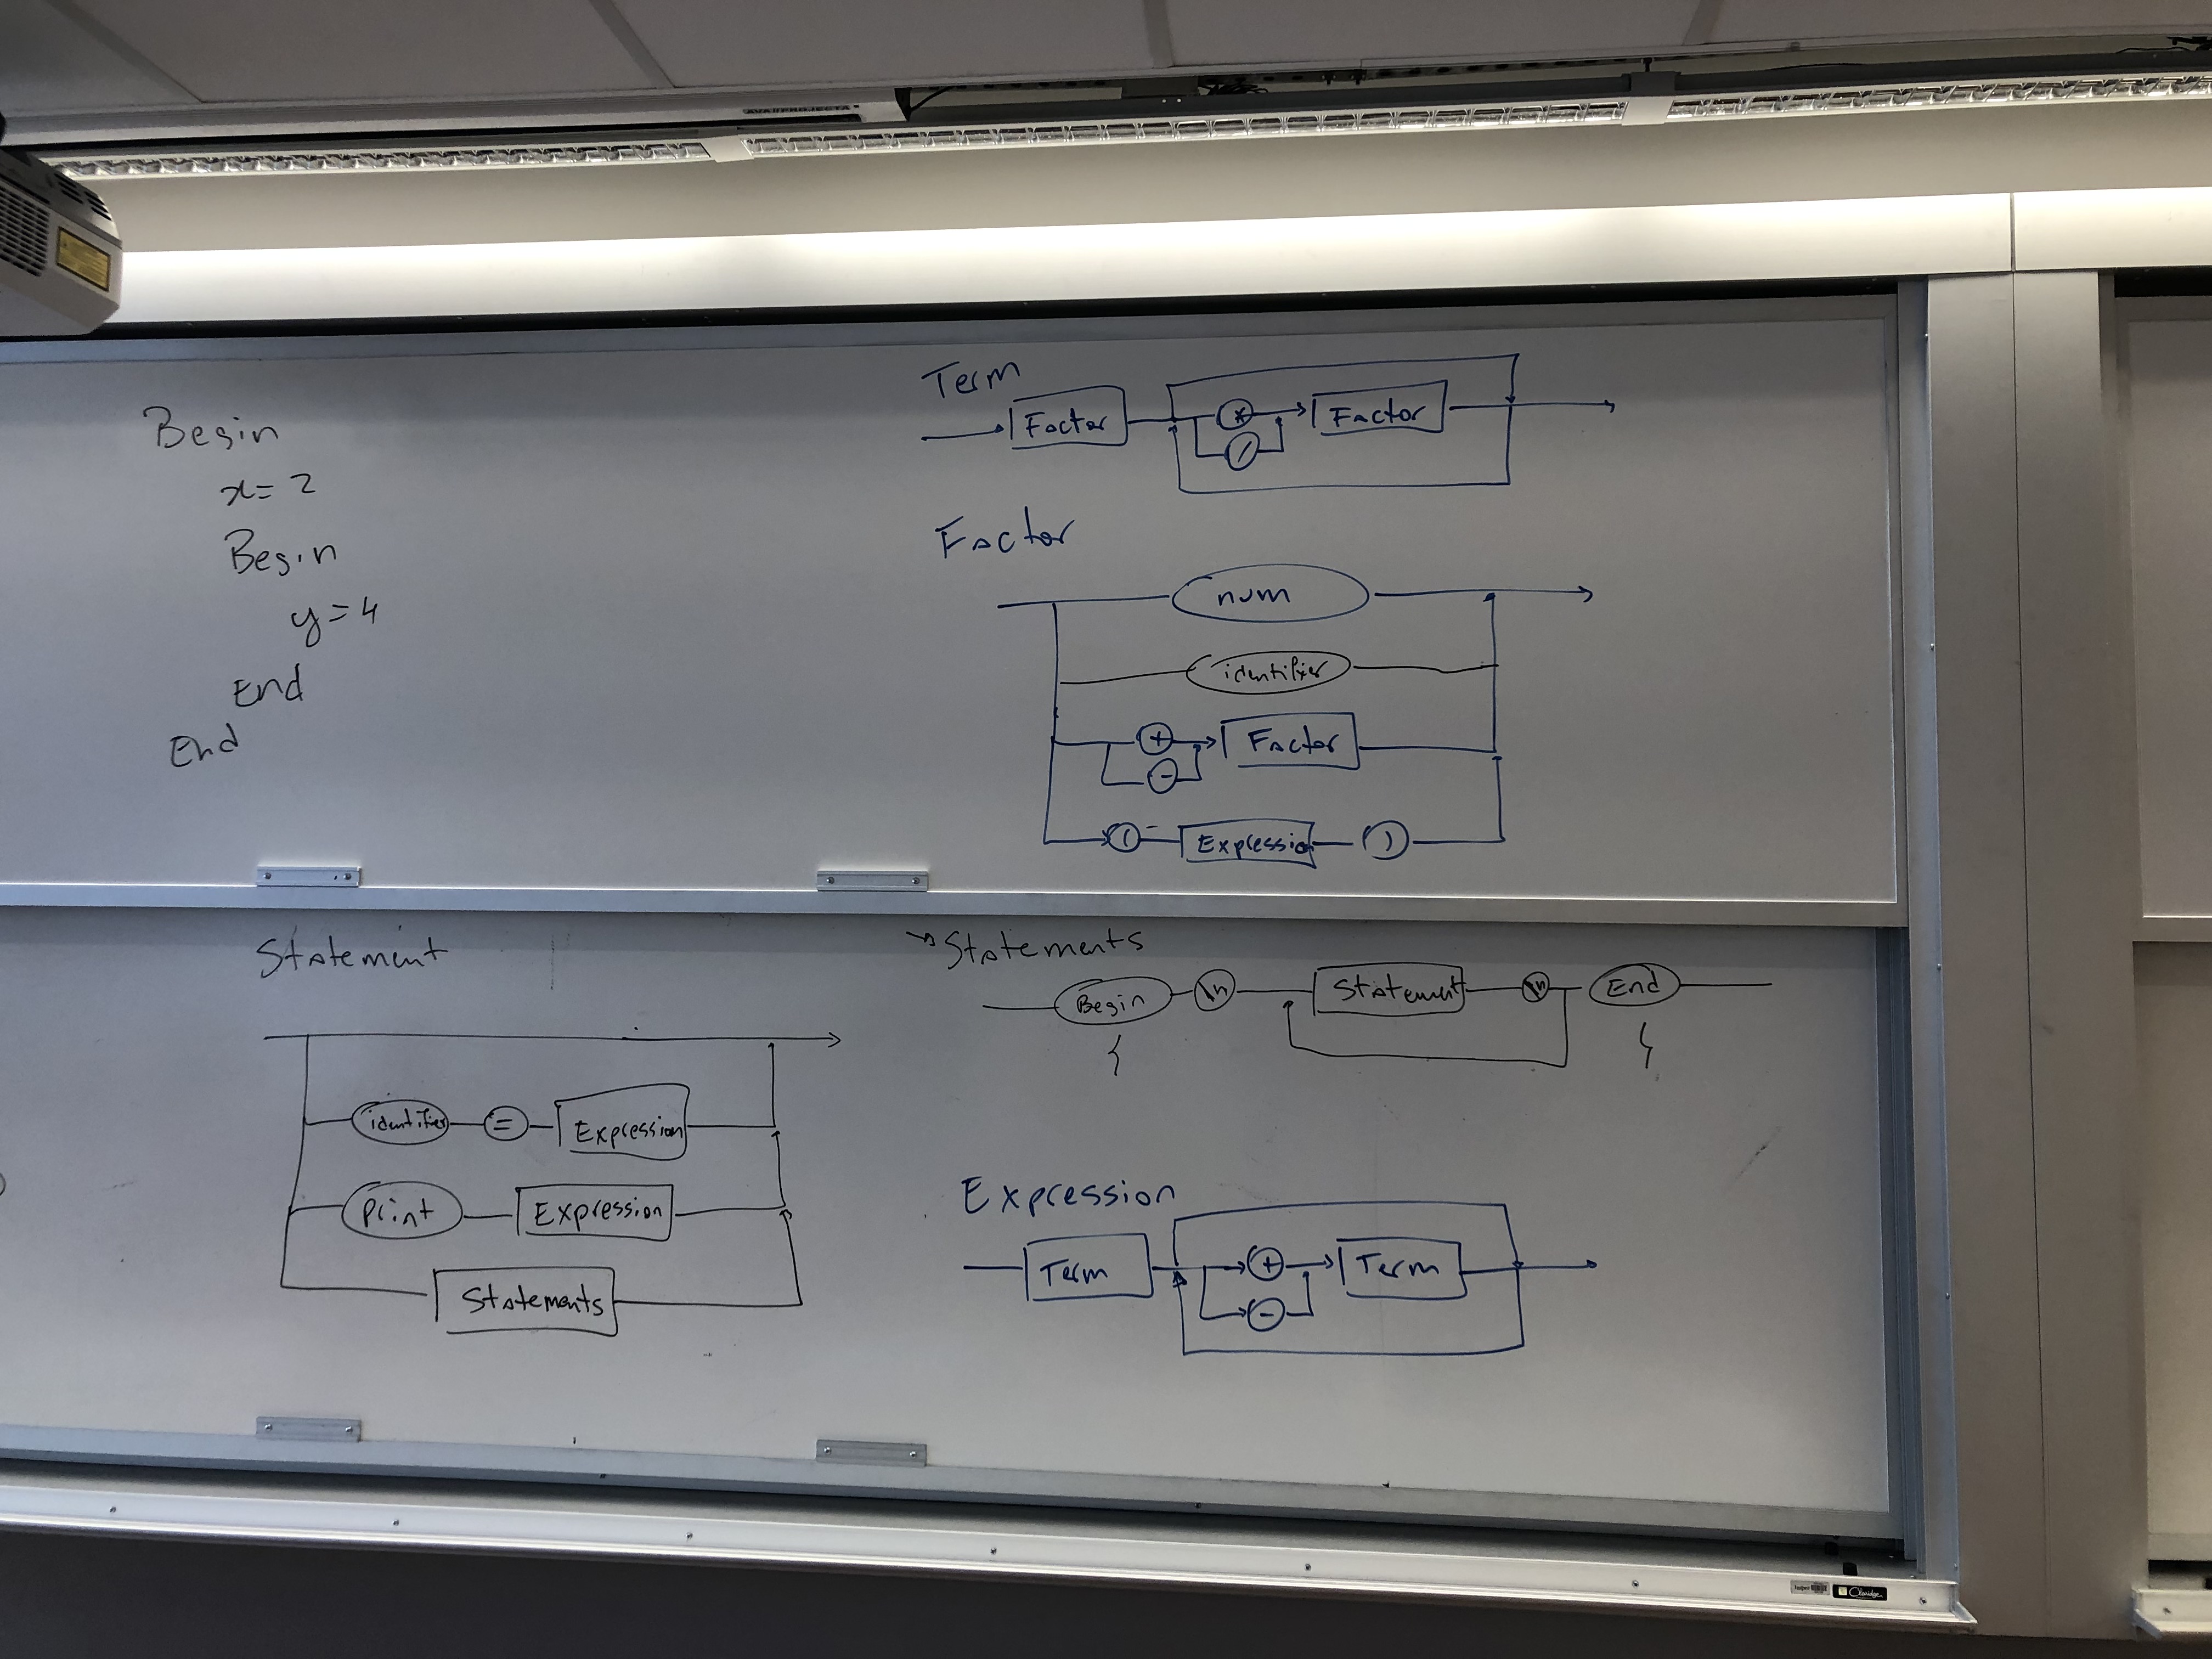 Begin
x = 2
Begin
y = 4
End
End
Term
Factor * Factor
/
Factor
num
identifier
+ Factor
-
( Expression )
Statement
identifier = Expression
Print Expression
Statements
Statements
Begin \n Statement \n End
Expression
Term + Term
-
Claridge